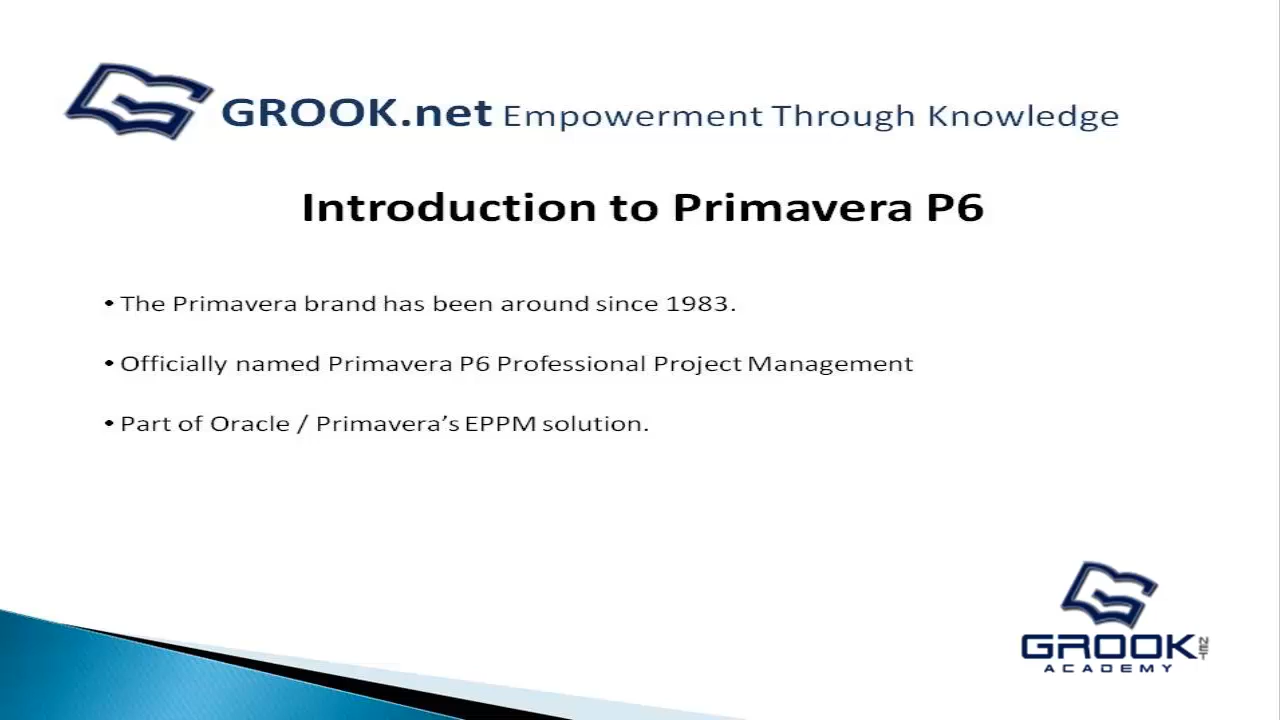 GROOK.net Empowerment Through Knowledge
Introduction to Primavera P6
• The Primavera brand has been around since 1983.
• Officially named Primavera P6 Professional Project Management
• Part of Oracle / Primavera’s EPPM solution.
GROOK.NET
ACADEMY